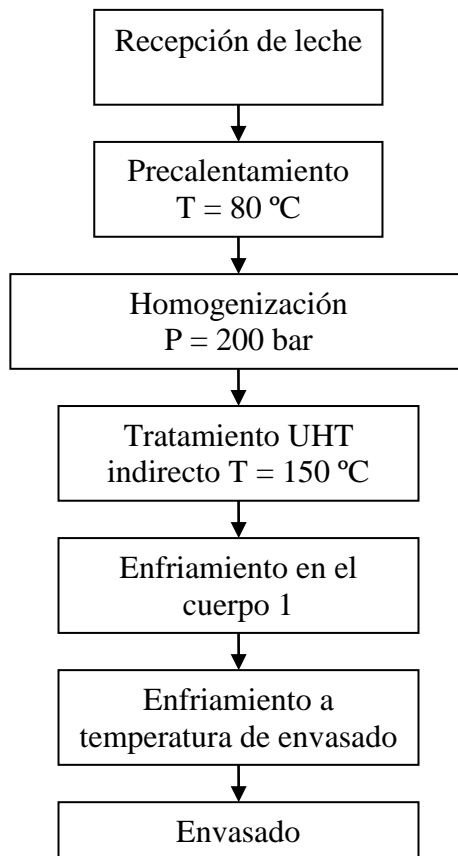 Recepción de leche
Precalentamiento
T = 80 ºC
Homogenización
P = 200 bar
Tratamiento UHT
indirecto T = 150 ºC
Enfriamiento en el
cuerpo 1
Enfriamiento a
temperatura de envasado
Envasado